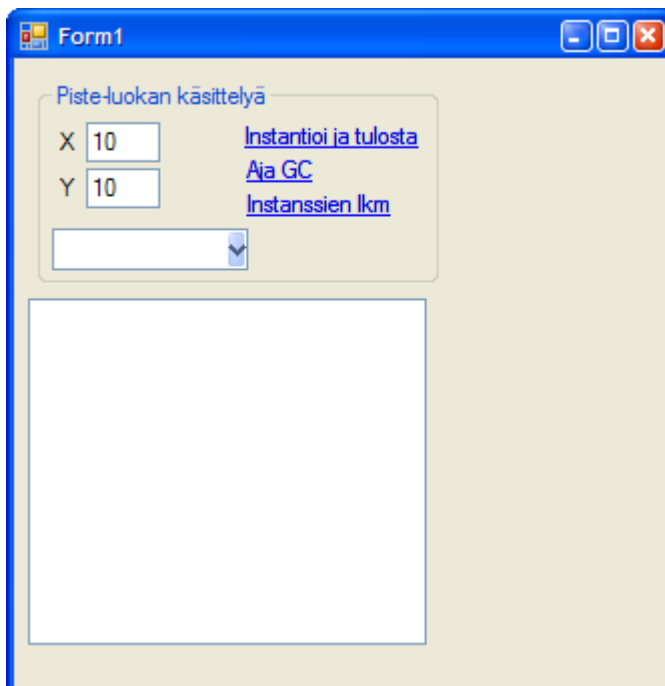 Form1
Piste-luokan käsittelyä
X 10 Instantioi ja tulosta
Aja GC
Y 10
Instanssien lkm